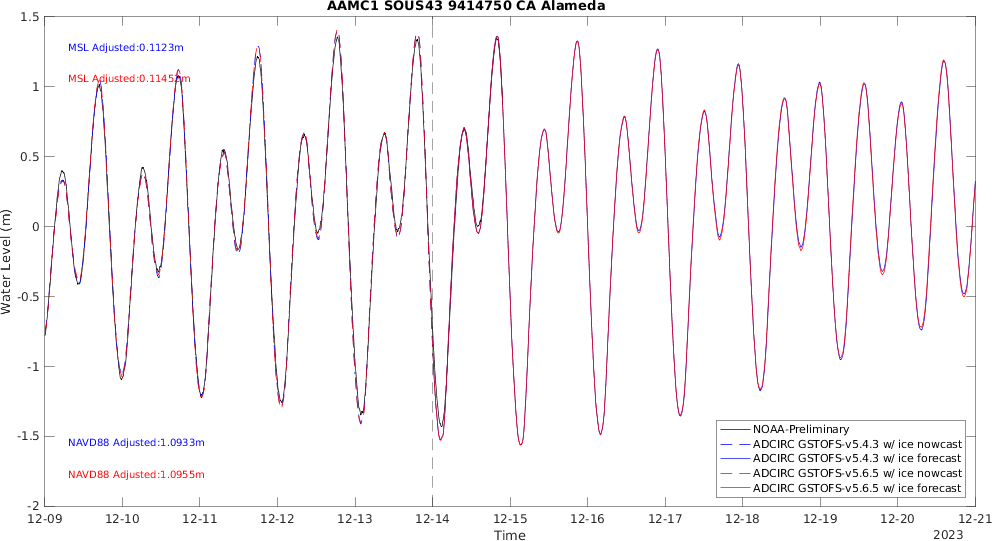 AAMC1 SOUS43 9414750 CA Alameda
1.5
1
0.5
0
-0.5
-1
-1.5
-2
Water Level (m)
MSL Adjusted:0.1123m
MSL Adjusted:0.11452m
NAVD88 Adjusted:1.0933m
NAVD88 Adjusted:1.0955m
NOAA-Preliminary
ADCIRC GSTOFS-v5.4.3 w/ ice nowcast
ADCIRC GSTOFS-v5.4.3 w/ ice forecast
ADCIRC GSTOFS-v5.6.5 w/ ice nowcast
ADCIRC GSTOFS-v5.6.5 w/ ice forecast
12-09 12-10 12-11 12-12 12-13 12-14 12-15 12-16 12-17 12-18 12-19 12-20 12-21
Time
2023